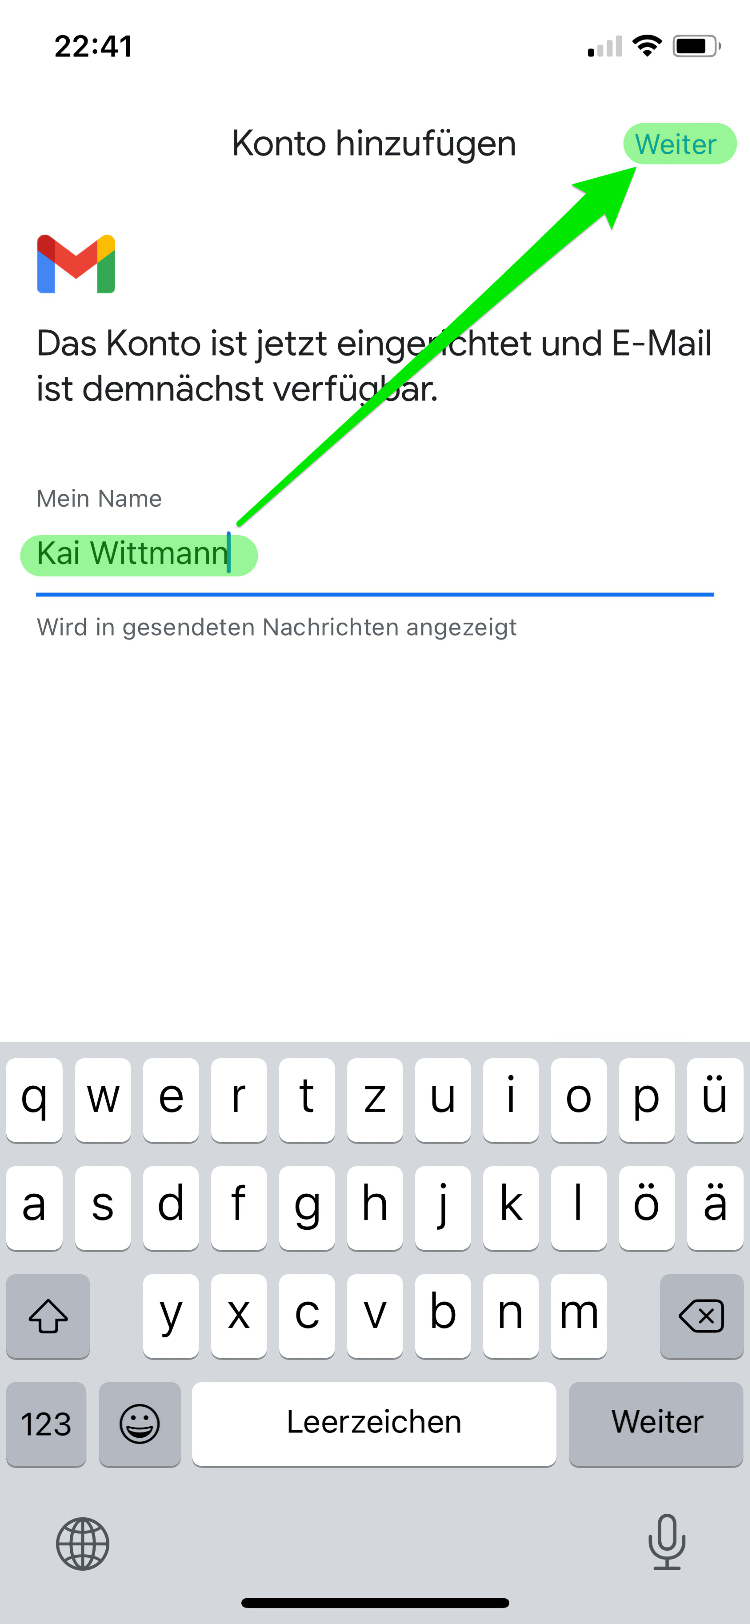 22:41
Konto hinzufügen
Weiter
Das Konto ist jetzt eingerichtet und E-Mail
ist demnächst verfügbar.
Mein Name
Kai Wittmann
Wird in gesendeten Nachrichten angezeigt
q w e r t z u i o p ü
a s d f g h j k l ö ä
y x c v b n m
123 Leerzeichen Weiter